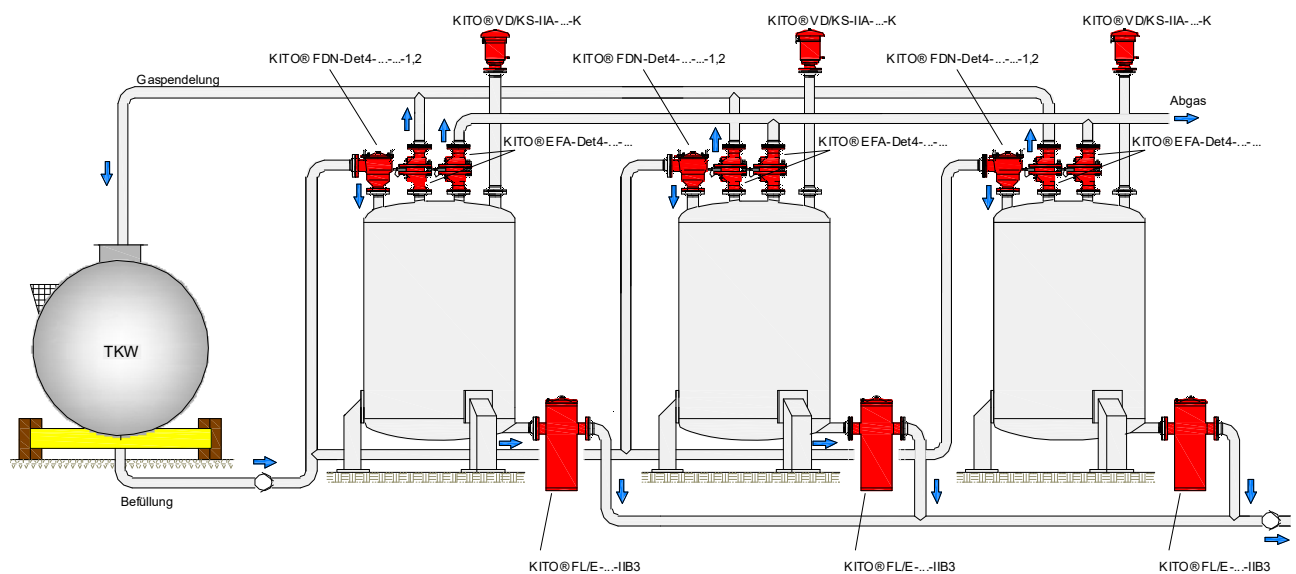 KITO® VD/KS-IIA-...-K
KITO® VD/KS-IIA-...-K
KITO® VD/KS-IIA-...-K
KITO® FDN-Det4-...-...-1,2
KITO® FDN-Det4-...-...-1,2
KITO® FDN-Det4-...-...-1,2
Gaspendelung
Abgas
KITO® EFA-Det4-...-...
KITO® EFA-Det4-...-...
KITO® EFA-Det4-...-...
TKW
Befüllung
KITO® FL/E-...-IIB3
KITO® FL/E-...-IIB3
KITO® FL/E-...-IIB3